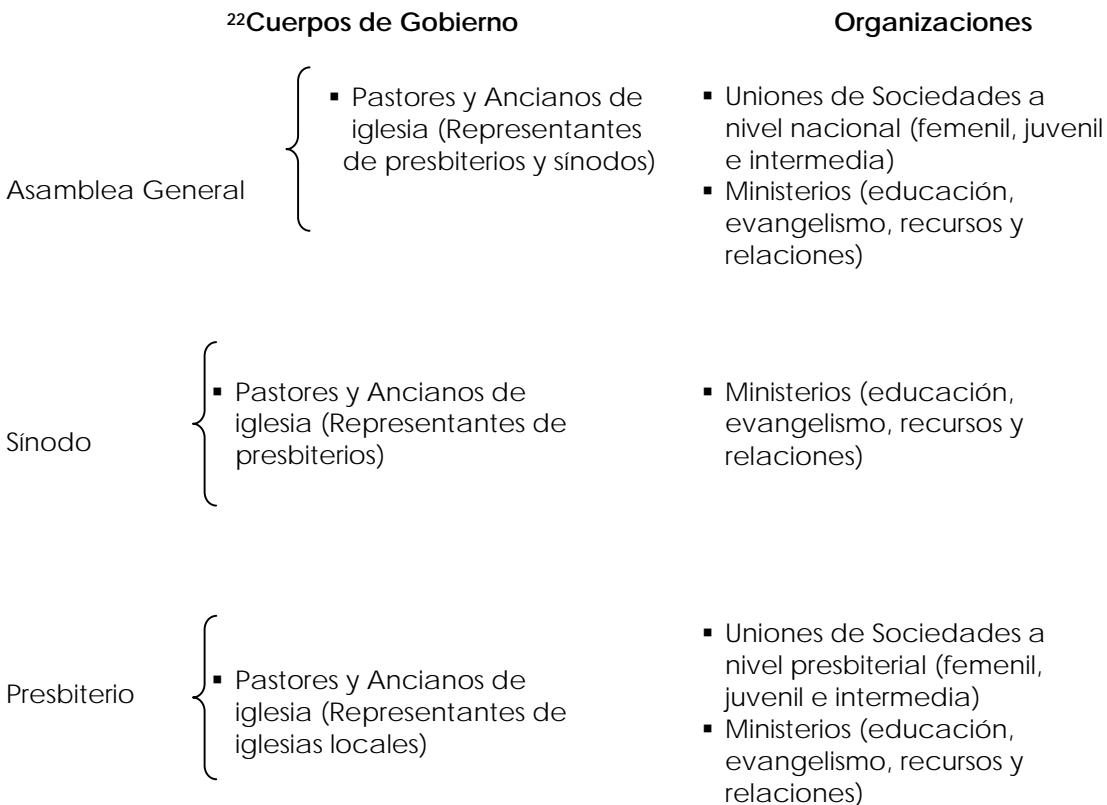 ²²Cuerpos de Gobierno
Organizaciones
Asamblea General
▪ Pastores y Ancianos de
iglesia (Representantes
de presbiterios y sínodos)
▪ Uniones de Sociedades a
nivel nacional (femenil, juvenil
e intermedia)
▪ Ministerios (educación,
evangelismo, recursos y
relaciones)
Sínodo
▪ Pastores y Ancianos de
iglesia (Representantes de
presbiterios)
▪ Ministerios (educación,
evangelismo, recursos y
relaciones)
Presbiterio
▪ Pastores y Ancianos de
iglesia (Representantes de
iglesias locales)
▪ Uniones de Sociedades a
nivel presbiterial (femenil,
juvenil e intermedia)
▪ Ministerios (educación,
evangelismo, recursos y
relaciones)